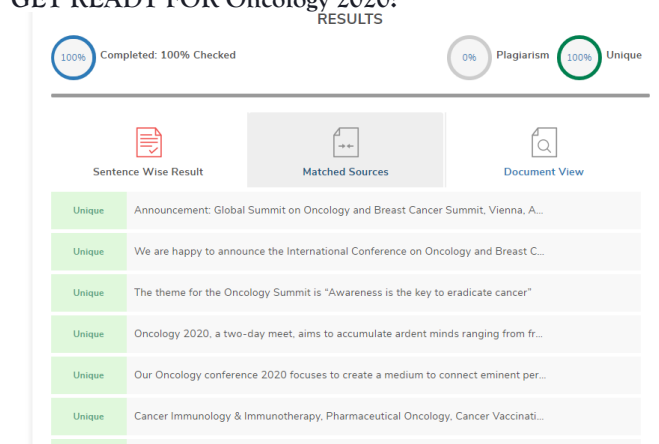 GET READY FOR Oncology 2020!
RESULTS
100% Completed: 100% Checked 0% Plagiarism 100% Unique
Sentence Wise Result Matched Sources Document View
Unique Announcement: Global Summit on Oncology and Breast Cancer Summit, Vienna, A...
Unique We are happy to announce the International Conference on Oncology and Breast C...
Unique The theme for the Oncology Summit is “Awareness is the key to eradicate cancer”
Unique Oncology 2020, a two-day meet, aims to accumulate ardent minds ranging from fr...
Unique Our Oncology conference 2020 focuses to create a medium to connect eminent per...
Unique Cancer Immunology & Immunotherapy, Pharmaceutical Oncology, Cancer Vaccinati...